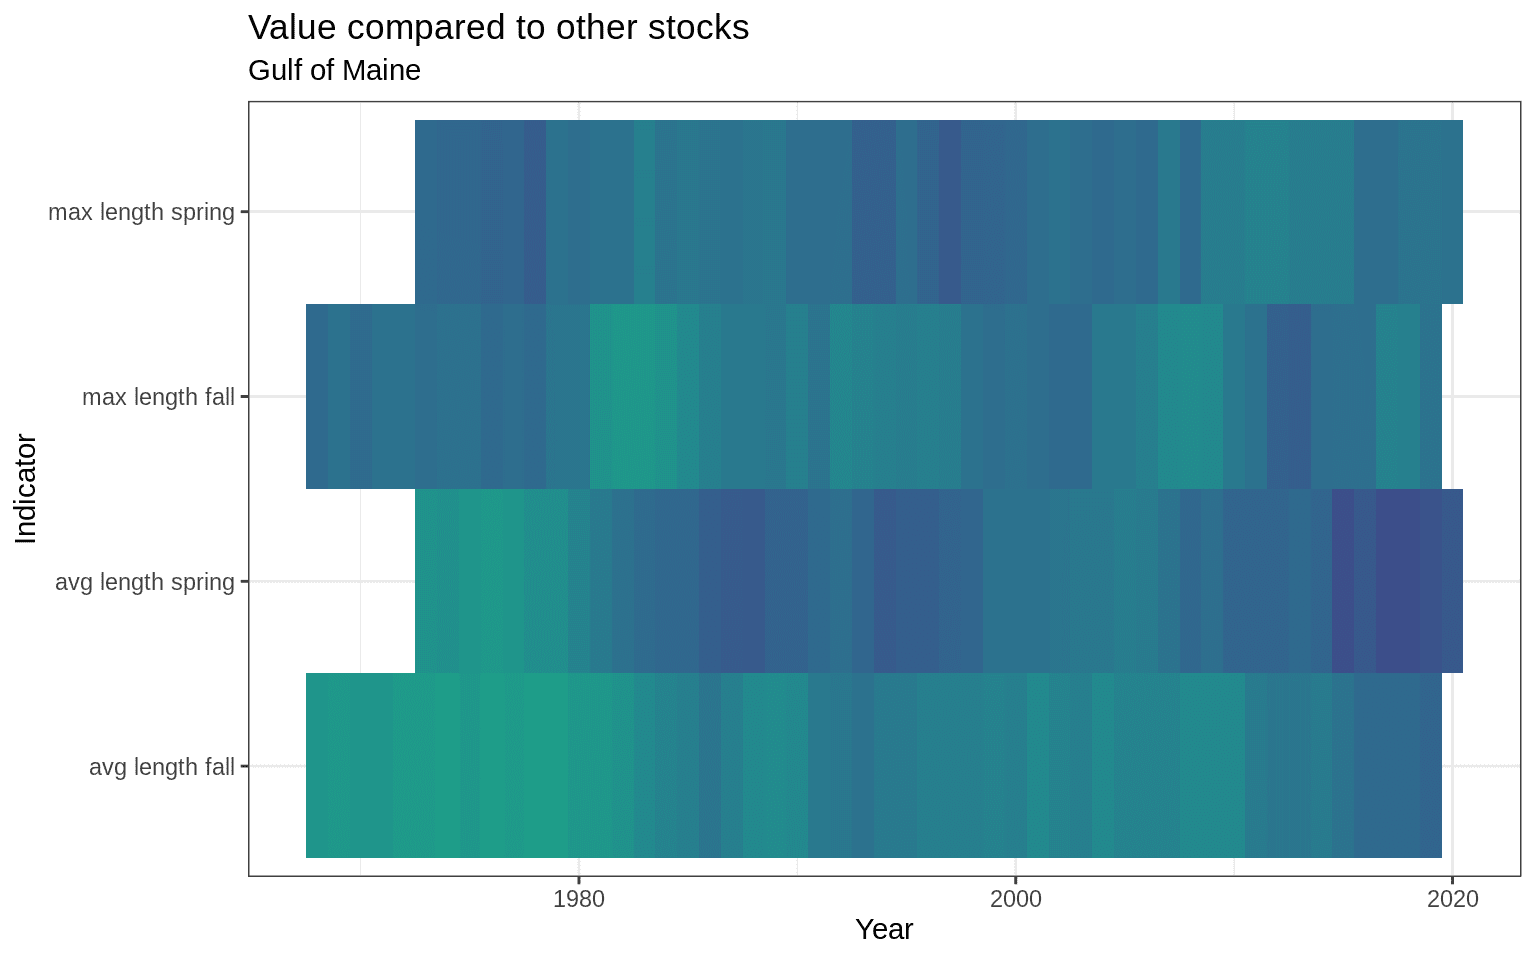 Value compared to other stocks
Gulf of Maine
Indicator
max length spring
max length fall
avg length spring
avg length fall
1980 2000 2020
Year